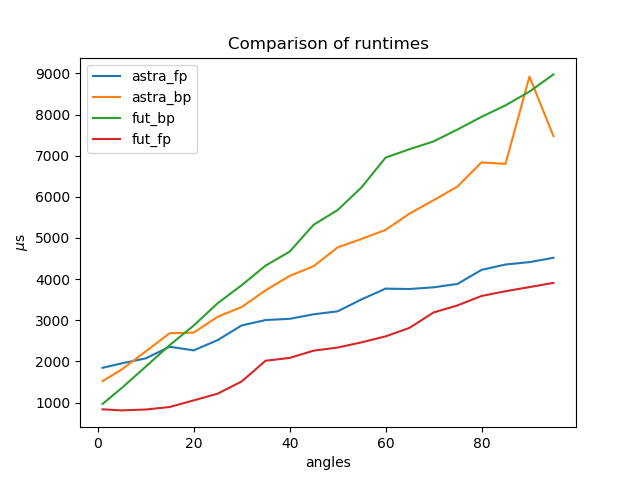 Comparison of runtimes
astra_fp
astra_bp
fut_bp
fut_fp
9000
8000
7000
6000
5000
4000
3000
2000
1000
μs
0 20 40 60 80
angles